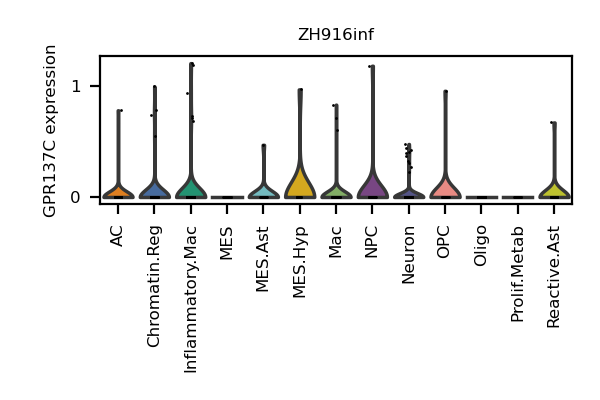 ZH916inf
GPR137C expression
1
0
AC
Chromatin.Reg
Inflammatory.Mac
MES
MES.Ast
MES.Hyp
Mac
NPC
Neuron
OPC
Oligo
Prolif.Metab
Reactive.Ast